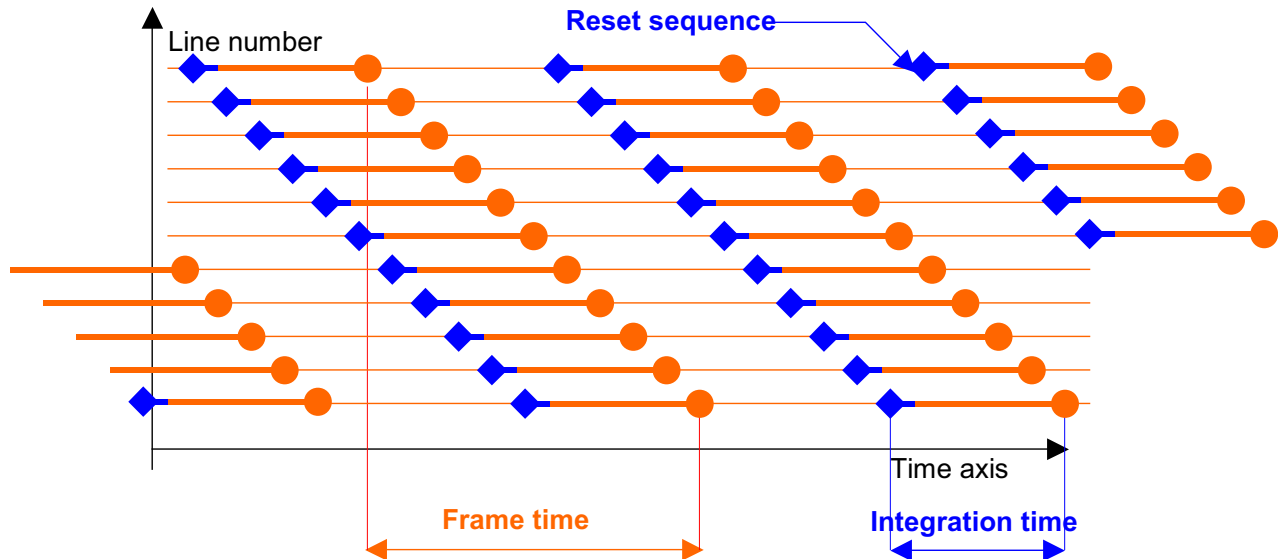 Reset sequence
Line number
Time axis
Frame time
Integration time